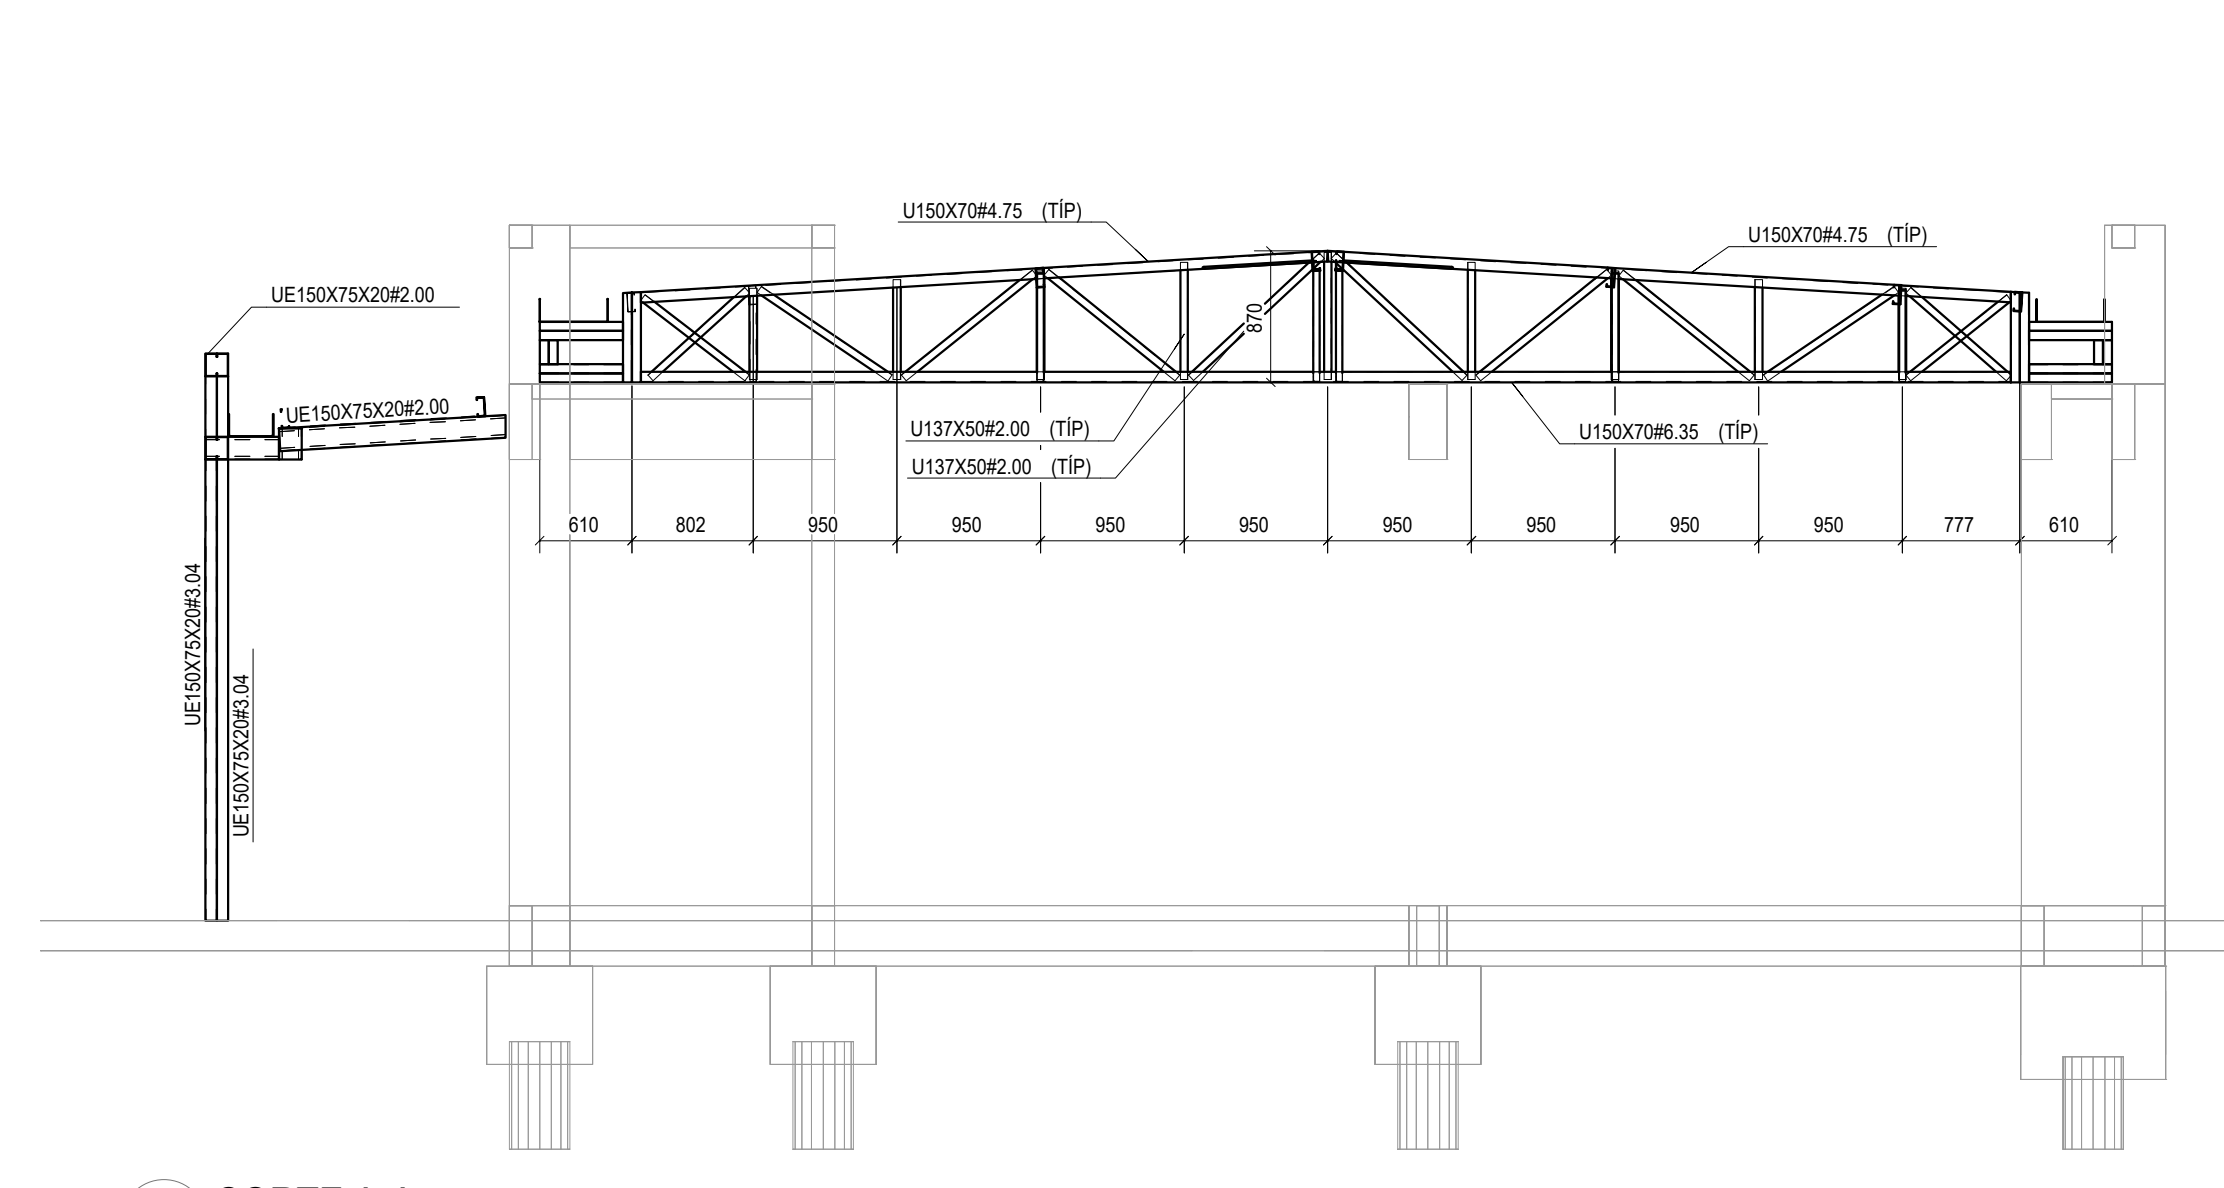 U150X70#4.75 (TÍP)
U150X70#4.75 (TÍP)
UE150X75X20#2.00
870
UE150X75X20#2.00
U137X50#2.00 (TÍP)
U150X70#6.35 (TÍP)
U137X50#2.00 (TÍP)
610 802 950 950 950 950 950 950 950 950 777 610
UE150X75X20#3.04
UE150X75X20#3.04